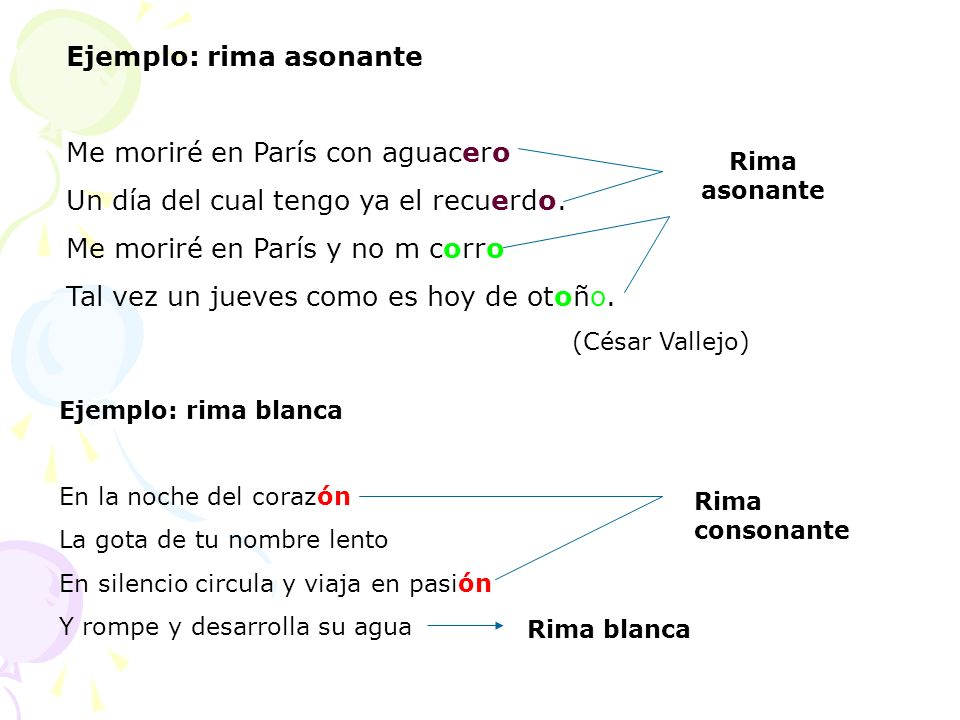 Ejemplo: rima asonante
Me moriré en París con aguacero
Un día del cual tengo ya el recuerdo.
Me moriré en París y no m corro
Tal vez un jueves como es hoy de otoño.
(César Vallejo)
Rima
asonante
Ejemplo: rima blanca
En la noche del corazón
La gota de tu nombre lento
En silencio circula y viaja en pasión
Y rompe y desarrolla su agua
Rima
consonante
Rima blanca